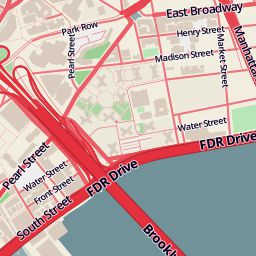 East Broadway
Park Row
Henry Street
Pearl Street
Madison Street
Market Street
Manhatta
Water Street
FDR Drive
Pearl Street
Water Street
Front Street
FDR Drive
South Street
Brook